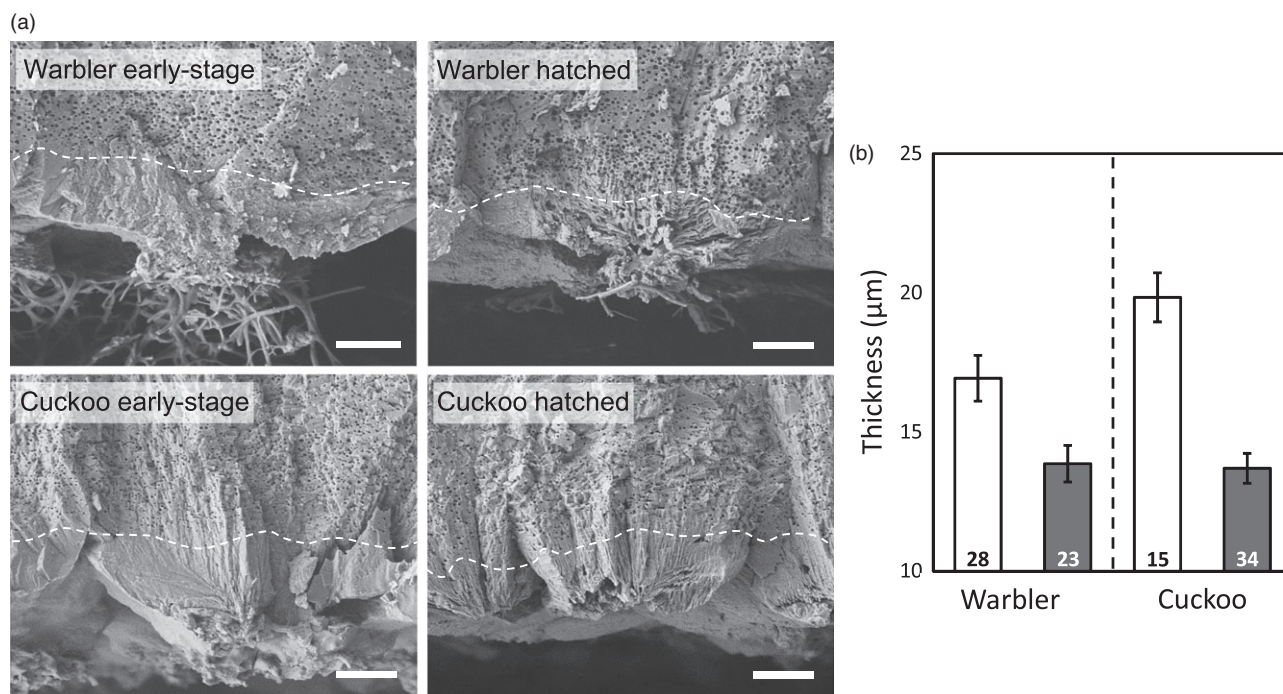 (a)
Warbler early-stage
Warbler hatched
Cuckoo early-stage
Cuckoo hatched
(b)
Thickness (µm)
25
20
15
10
28
23
15
34
Warbler
Cuckoo